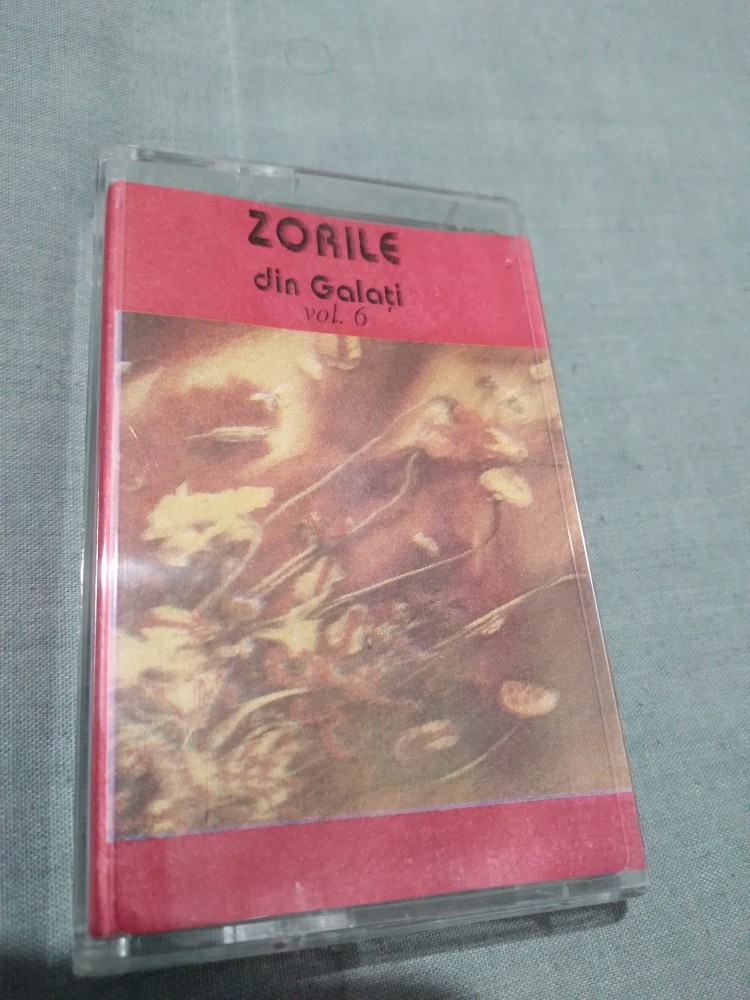 ZORILE
din Galați
vol. 6